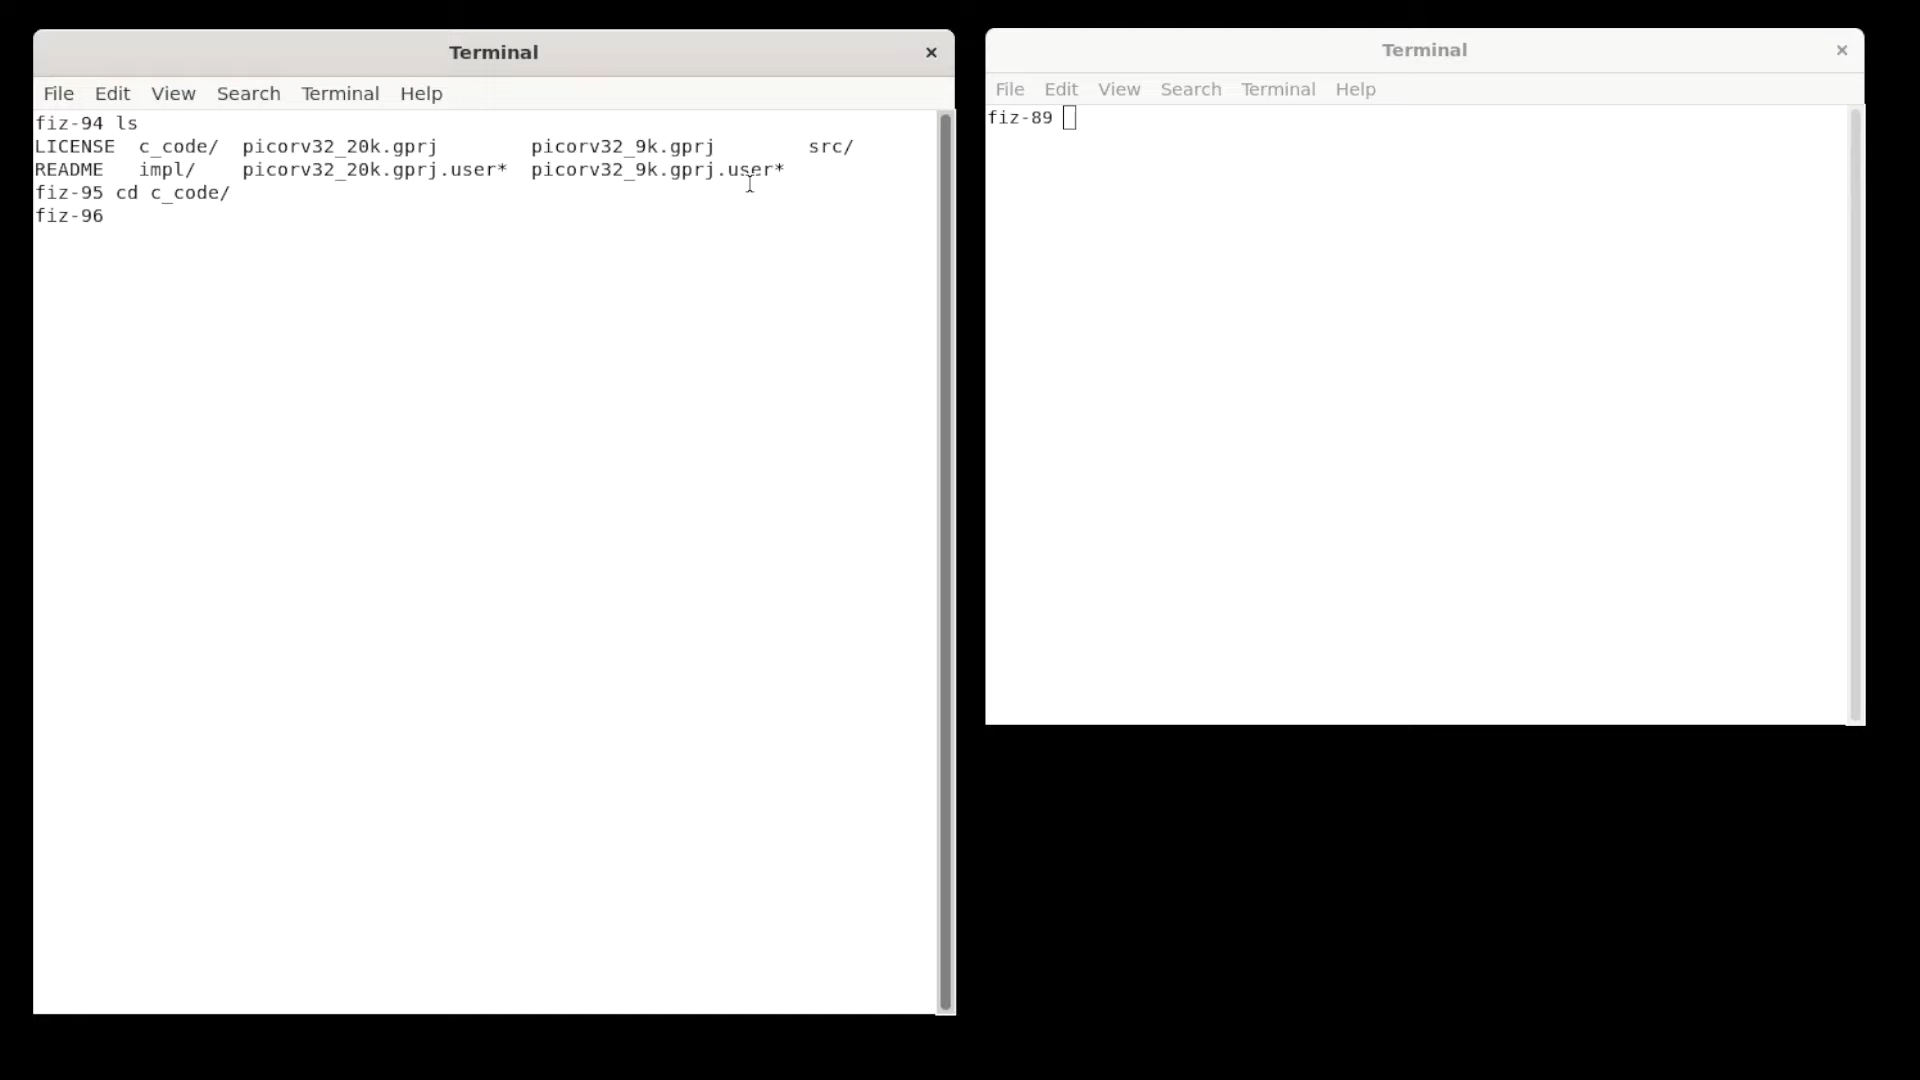 Terminal ×
File Edit View Search Terminal Help
fiz-94 ls
LICENSE  c_code/  picorv32_20k.gprj        picorv32_9k.gprj        src/
README   impl/    picorv32_20k.gprj.user*  picorv32_9k.gprj.user*
fiz-95 cd c_code/
fiz-96
Terminal ×
File Edit View Search Terminal Help
fiz-89